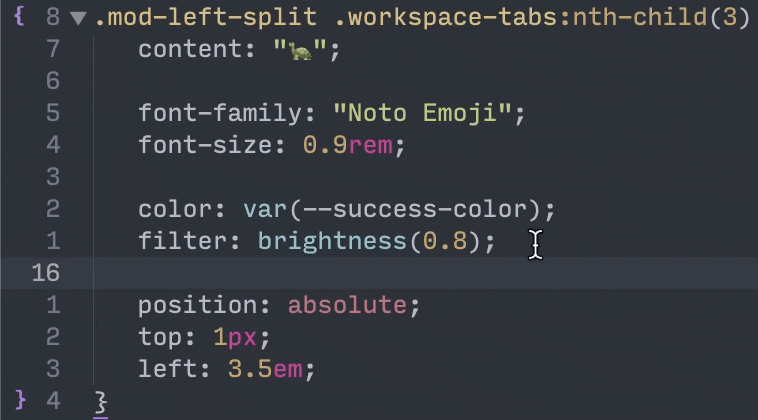 { 8 ▼.mod-left-split .workspace-tabs:nth-child(3)
7 content: "🐢";
6
5 font-family: "Noto Emoji";
4 font-size: 0.9rem;
3
2 color: var(--success-color);
1 filter: brightness(0.8);
16
1 position: absolute;
2 top: 1px;
3 left: 3.5em;
} 4 }